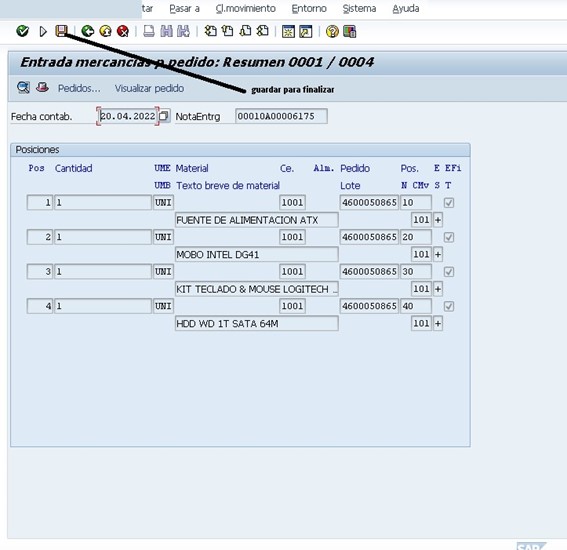 tar Pasar a Cl.movimiento Entorno Sistema Ayuda
Entrada mercancías p.pedido: Resumen 0001 / 0004
Pedidos... Visualizar pedido
guardar para finalizar
Fecha contab. 20.04.2022 NotaEntrg 00010A00006175
Posiciones
Pos Cantidad UME Material Ce. Alm. Pedido Pos. E EFi
UMB Texto breve de material Lote N CMv S T
1 1 UNI 1001 4600050865 10
FUENTE DE ALIMENTACION ATX 101 +
2 1 UNI 1001 4600050865 20
MOBO INTEL DG41 101 +
3 1 UNI 1001 4600050865 30
KIT TECLADO & MOUSE LOGITECH .. 101 +
4 1 UNI 1001 4600050865 40
HDD WD 1T SATA 64M 101 +
SAP